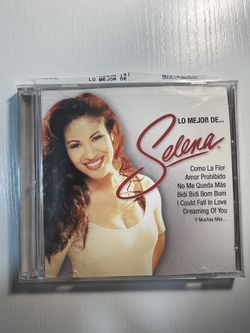 LO MEJOR DE...
LO MEJOR DE...
Selena®
Como La Flor
Amor Prohibido
No Me Queda Más
Bidi Bidi Bom Bom
I Could Fall In Love
Dreaming Of You
Y Muchas Más...